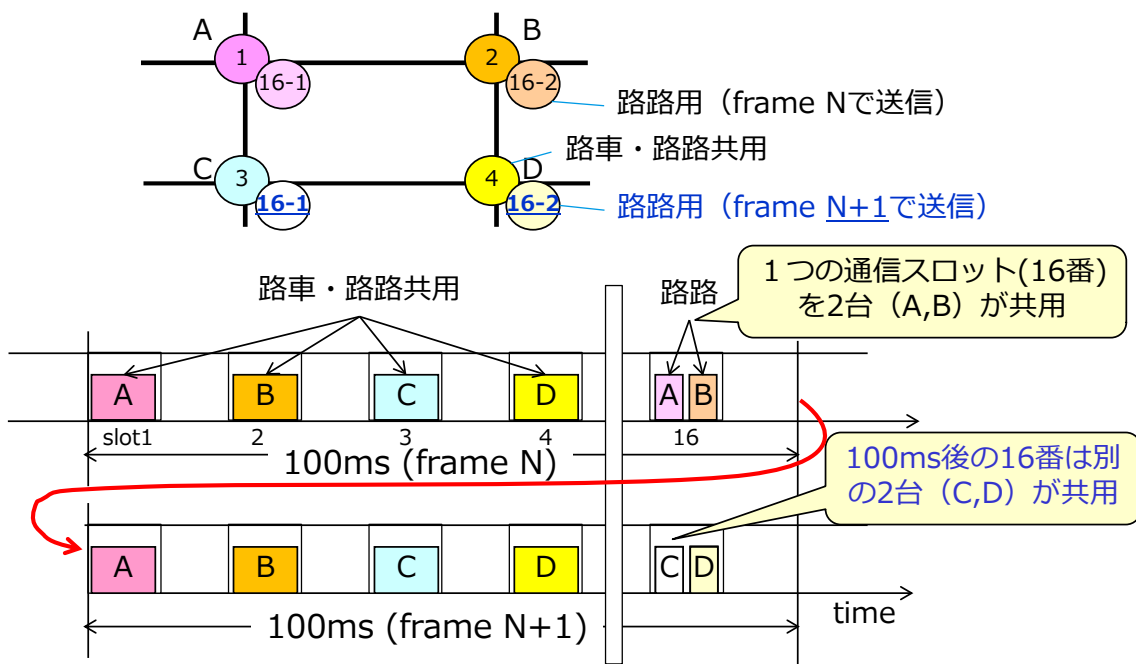 A
B
1
2
16-1
16-2
路路用（frame Nで送信）
路車・路路共用
C
D
3
4
16-1
16-2
路路用（frame N+1で送信）
１つの通信スロット(16番)
を2台（A,B）が共用
路車・路路共用
路路
A
B
C
D
A
B
slot1
2
3
4
16
100ms (frame N)
100ms後の16番は別
の2台（C,D）が共用
A
B
C
D
C
D
time
100ms (frame N+1)